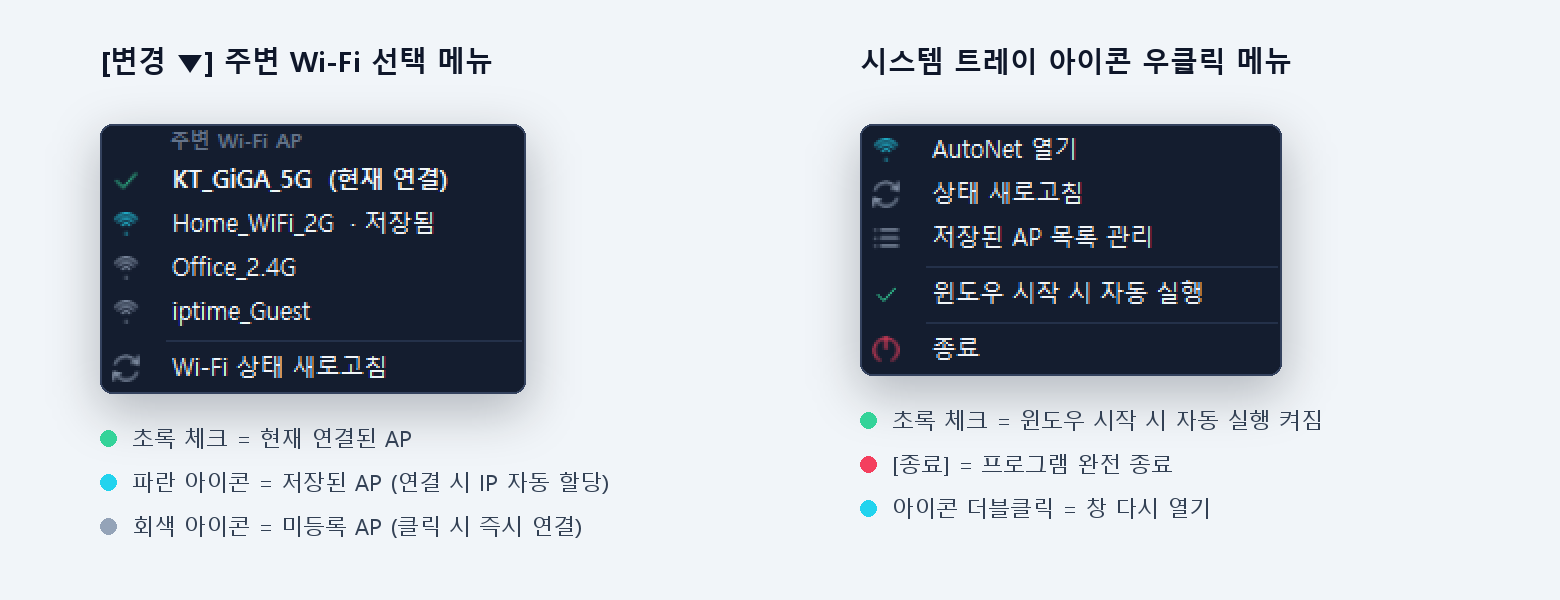 [변경 ▼] 주변 Wi-Fi 선택 메뉴
주변 Wi-Fi AP
KT_GiGA_5G (현재 연결)
Home_WiFi_2G · 저장됨
Office_2.4G
iptime_Guest
Wi-Fi 상태 새로고침
초록 체크 = 현재 연결된 AP
파란 아이콘 = 저장된 AP (연결 시 IP 자동 할당)
회색 아이콘 = 미등록 AP (클릭 시 즉시 연결)
시스템 트레이 아이콘 우클릭 메뉴
AutoNet 열기
상태 새로고침
저장된 AP 목록 관리
윈도우 시작 시 자동 실행
종료
초록 체크 = 윈도우 시작 시 자동 실행 켜짐
[종료] = 프로그램 완전 종료
아이콘 더블클릭 = 창 다시 열기